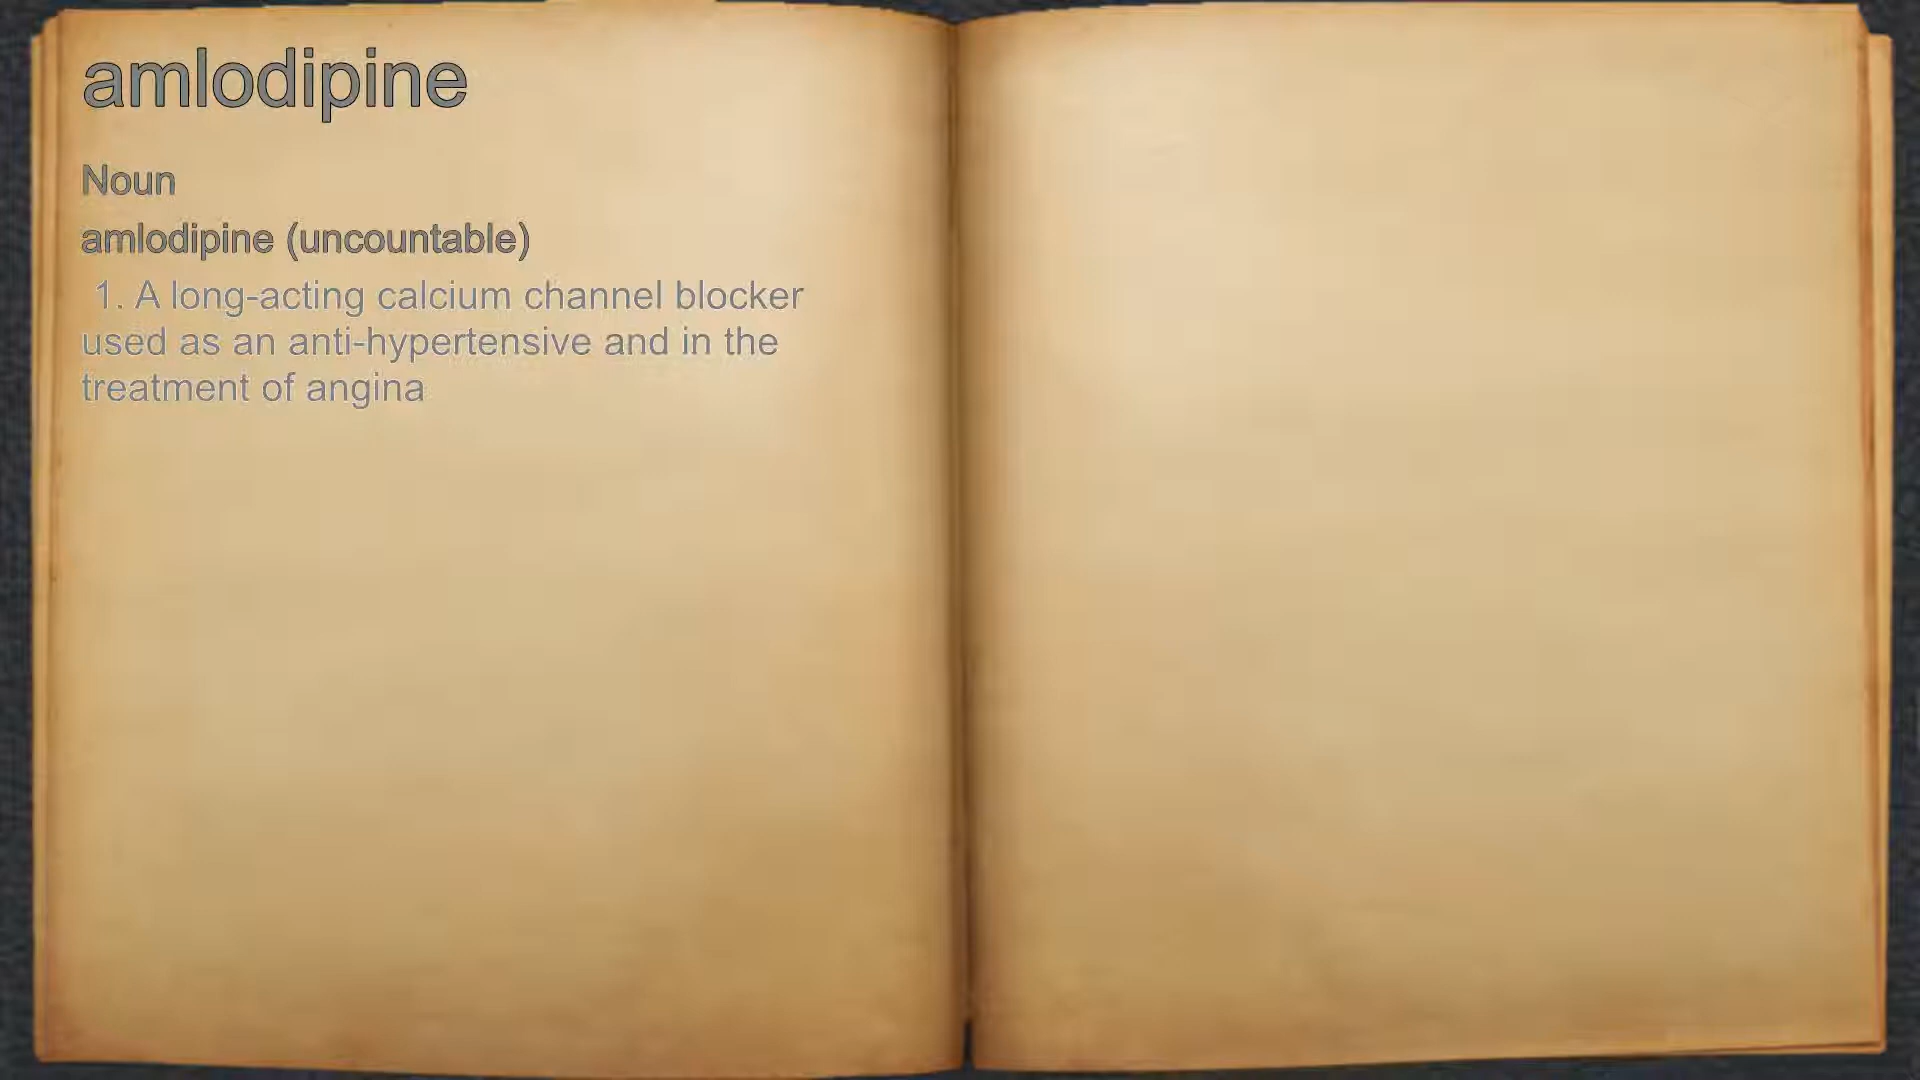 amlodipine
Noun
amlodipine (uncountable)
1. A long-acting calcium channel blocker
used as an anti-hypertensive and in the
treatment of angina